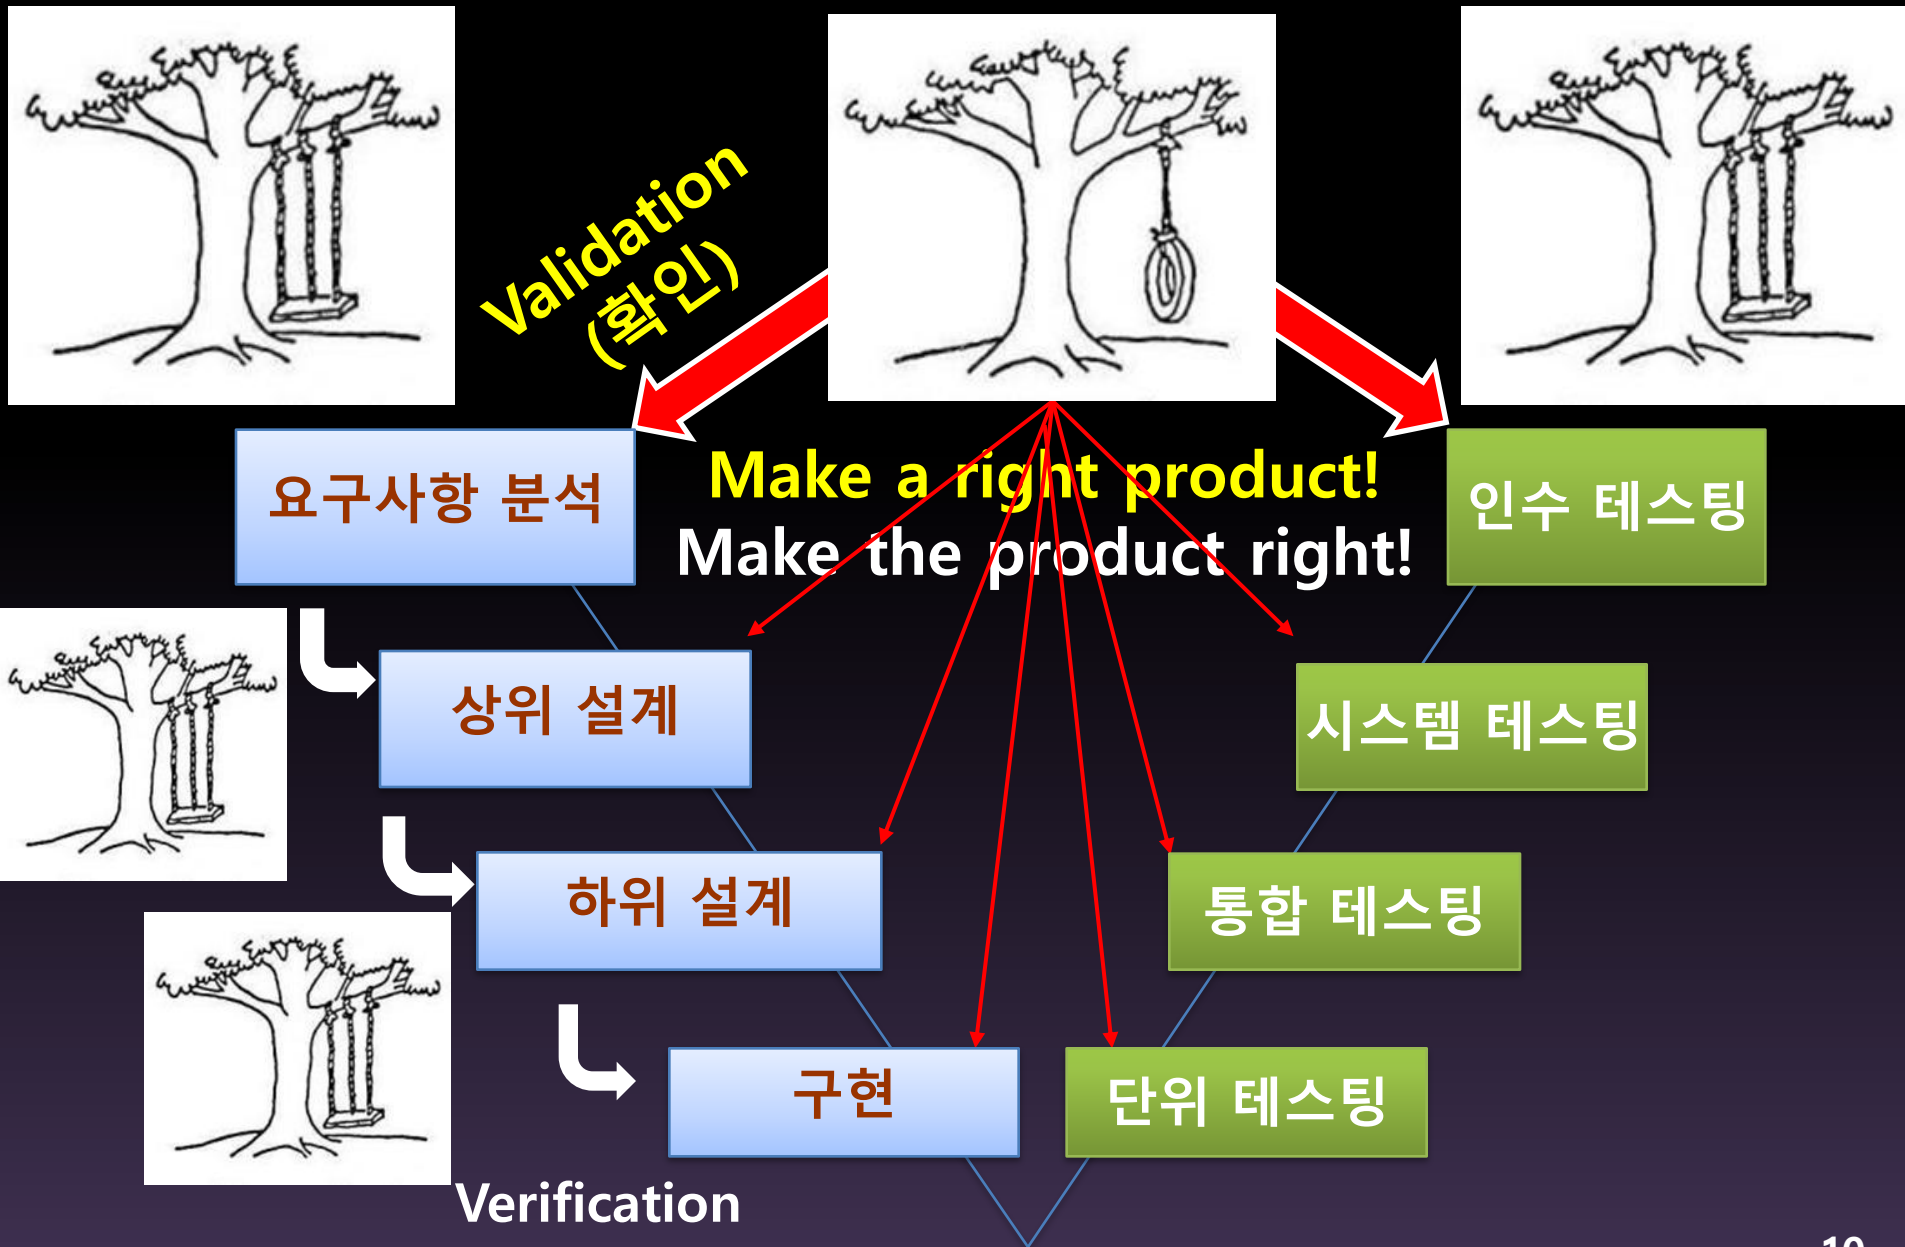 Validation
(확인)
Make a right product!
Make the product right!
요구사항 분석
인수 테스팅
상위 설계
시스템 테스팅
하위 설계
통합 테스팅
구현
단위 테스팅
Verification